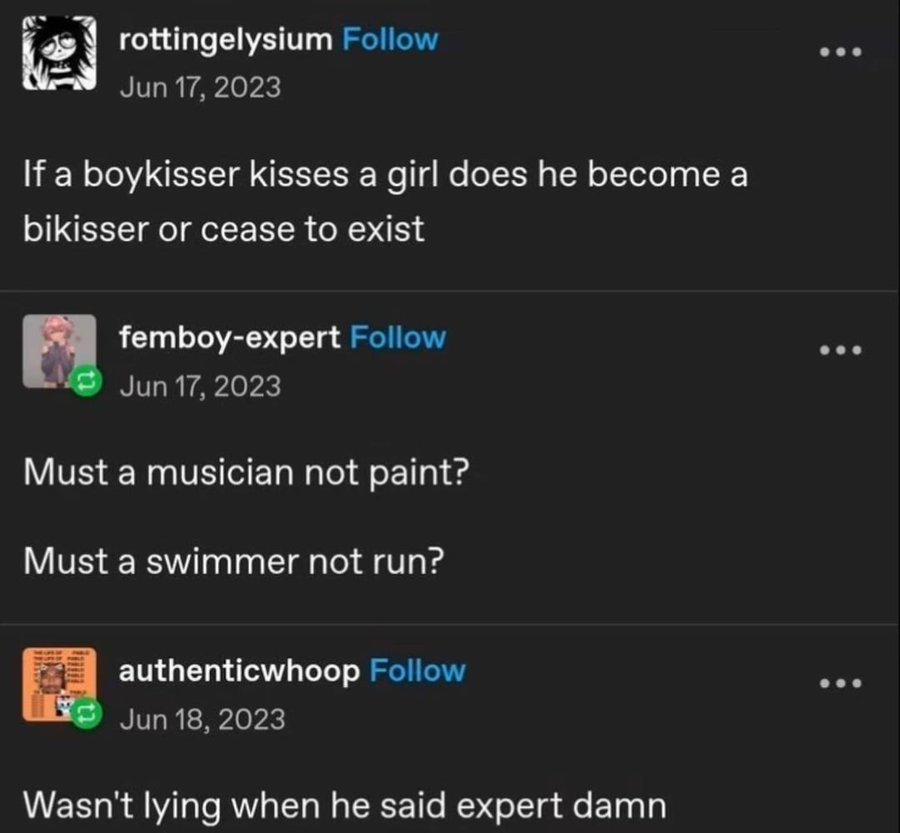 rottingelysium Follow
Jun 17, 2023
If a boykisser kisses a girl does he become a
bikisser or cease to exist
femboy-expert Follow
Jun 17, 2023
Must a musician not paint?
Must a swimmer not run?
authenticwhoop Follow
Jun 18, 2023
Wasn't lying when he said expert damn